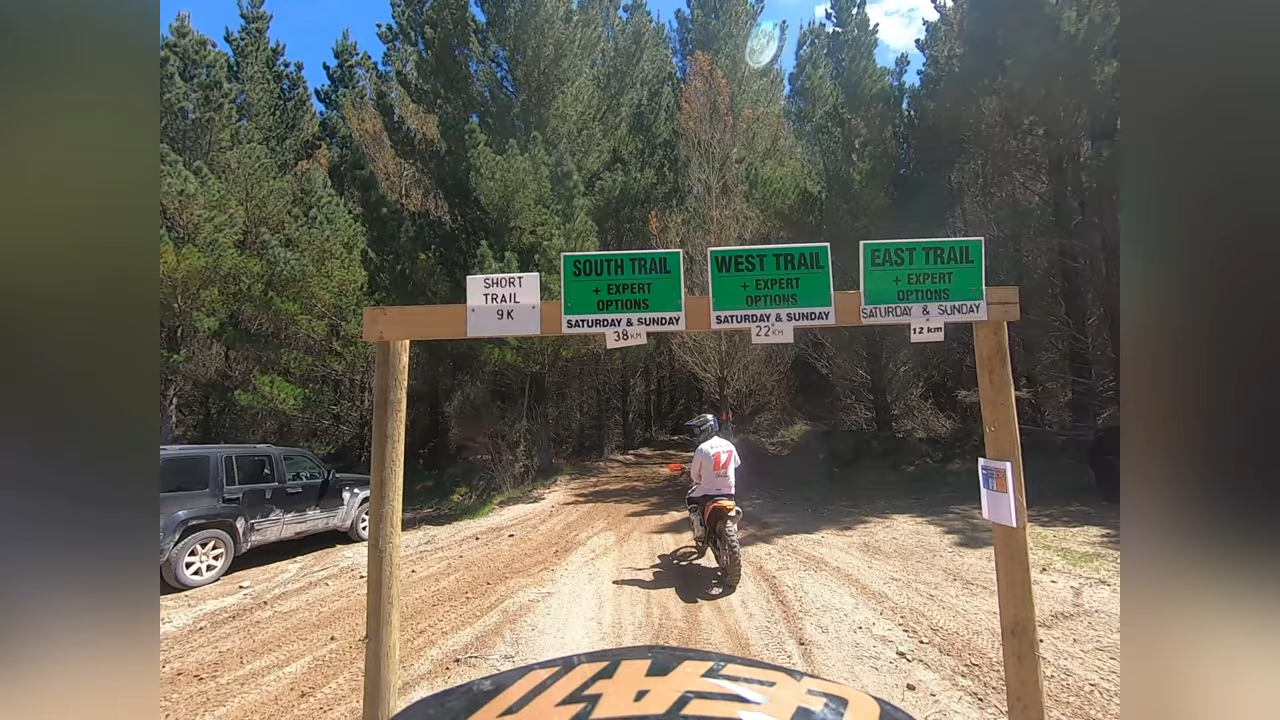 SHORT
TRAIL
9K
SOUTH TRAIL
+ EXPERT
OPTIONS
SATURDAY & SUNDAY
38KM
WEST TRAIL
+ EXPERT
OPTIONS
SATURDAY & SUNDAY
22KM
EAST TRAIL
+ EXPERT
OPTIONS
SATURDAY & SUNDAY
12 km
17